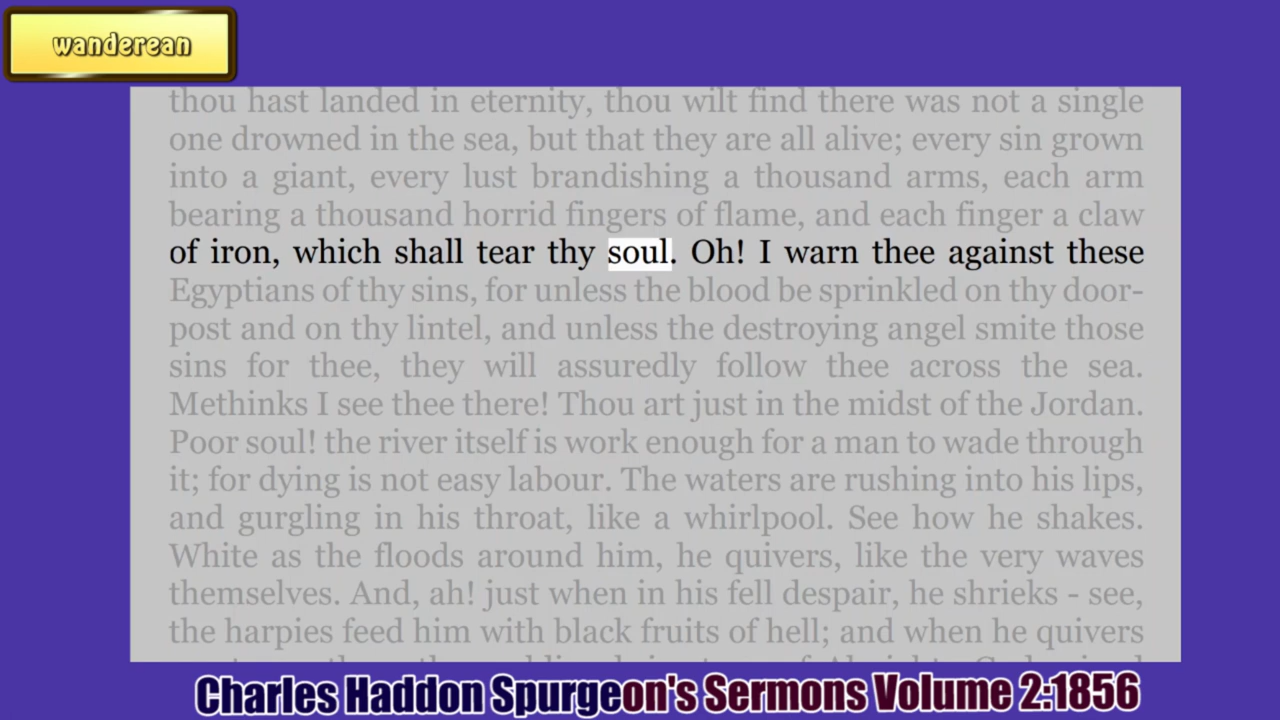 wanderean
thou hast landed in eternity, thou wilt find there was not a single
one drowned in the sea, but that they are all alive; every sin grown
into a giant, every lust brandishing a thousand arms, each arm
bearing a thousand horrid fingers of flame, and each finger a claw
of iron, which shall tear thy soul. Oh! I warn thee against these
Egyptians of thy sins, for unless the blood be sprinkled on thy door-
post and on thy lintel, and unless the destroying angel smite those
sins for thee, they will assuredly follow thee across the sea.
Methinks I see thee there! Thou art just in the midst of the Jordan.
Poor soul! the river itself is work enough for a man to wade through
it; for dying is not easy labour. The waters are rushing into his lips,
and gurgling in his throat, like a whirlpool. See how he shakes.
White as the floods around him, he quivers, like the very waves
themselves. And, ah! just when in his fell despair, he shrieks - see,
the harpies feed him with black fruits of hell; and when he quivers
Charles Haddon Spurgeon's Sermons Volume 2:1856